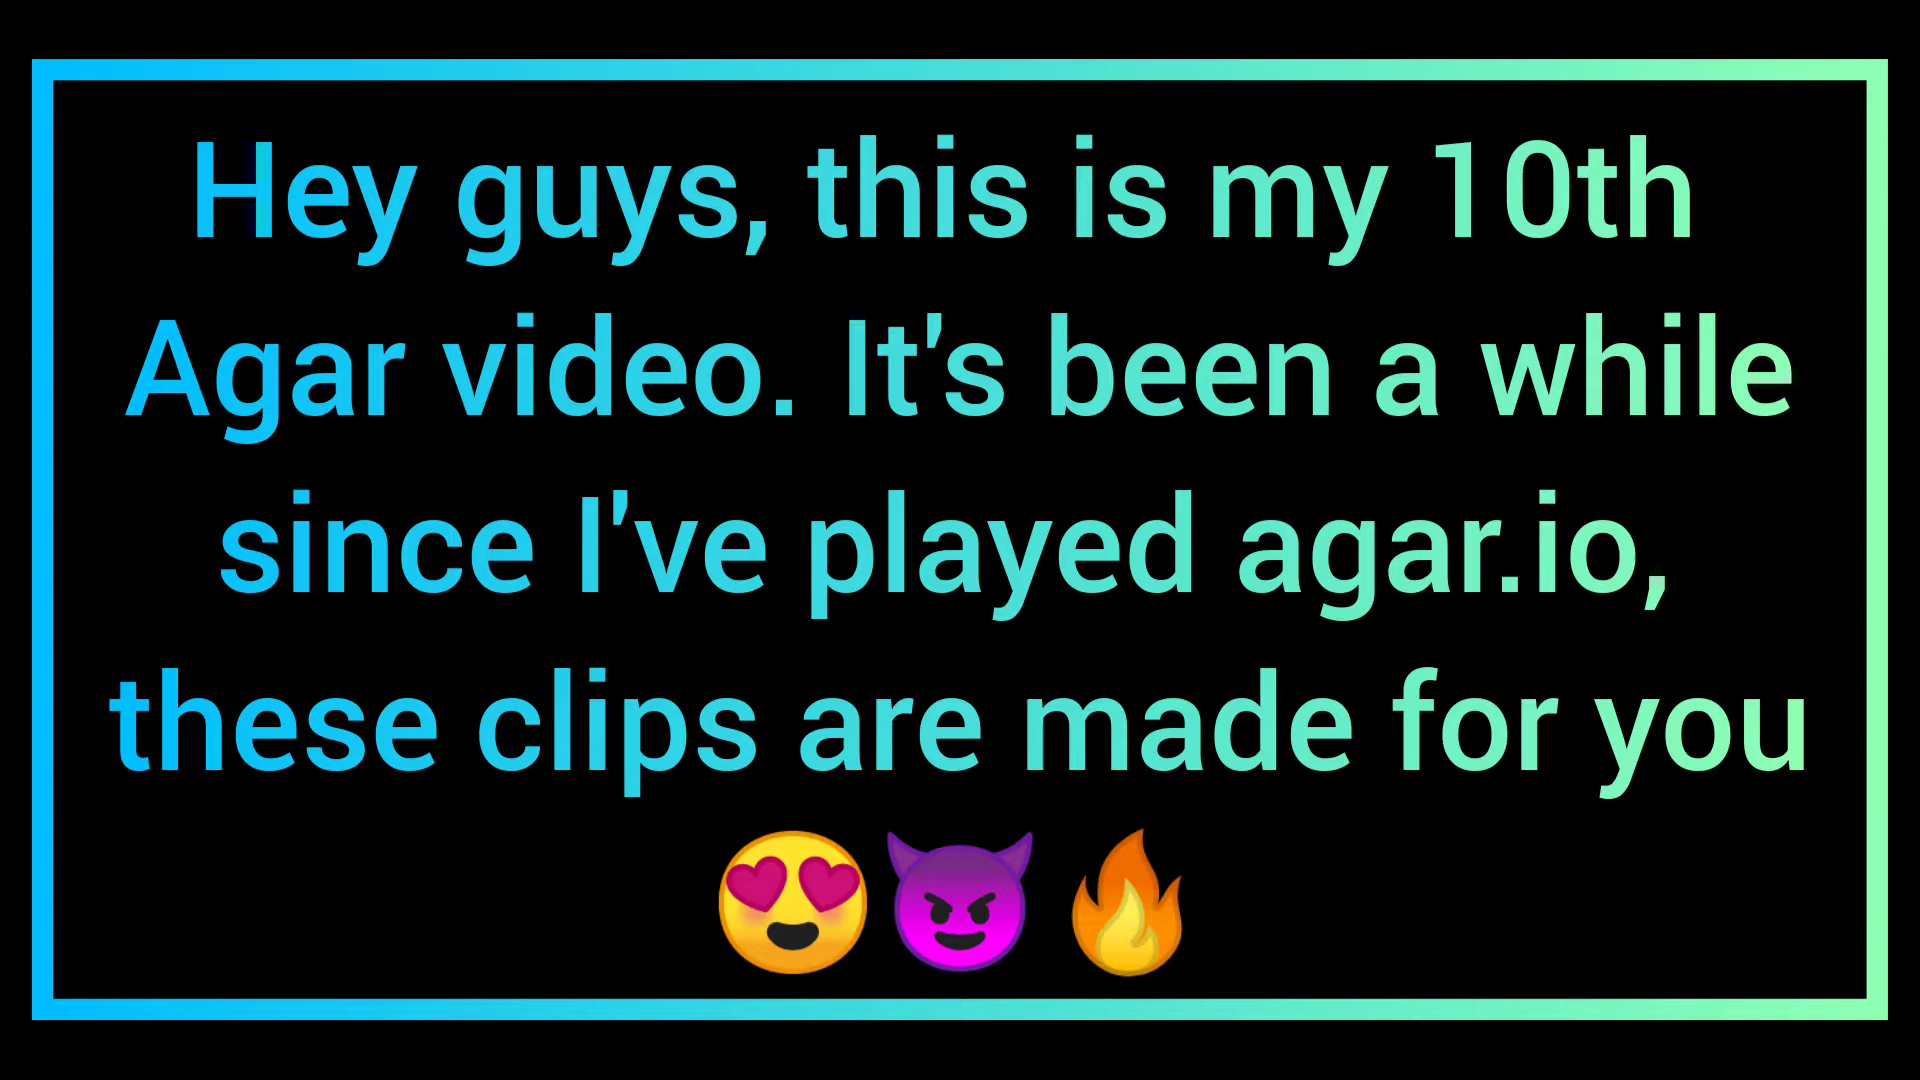 Hey guys, this is my 10th
Agar video. It's been a while
since I've played agar.io,
these clips are made for you
😍😈🔥